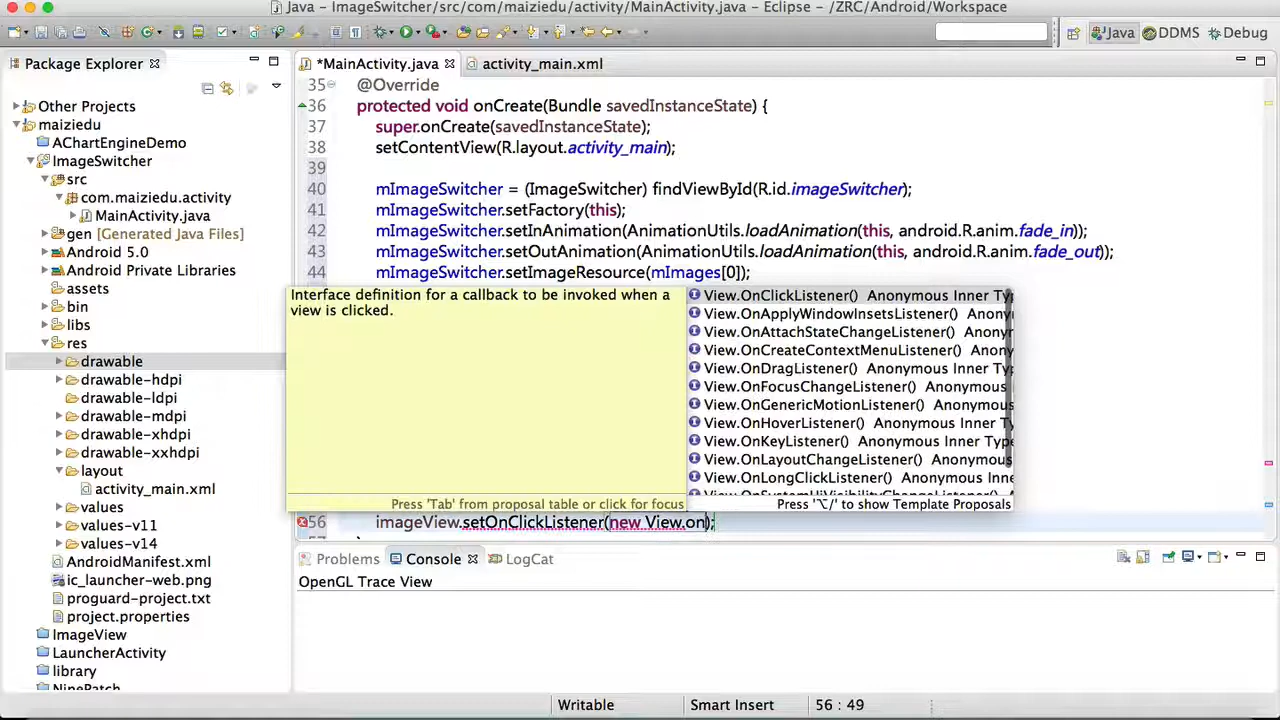 Java – ImageSwitcher/src/com/maiziedu/activity/MainActivity.java – Eclipse – /ZRC/Android/Workspace
Java
DDMS
Debug
Package Explorer
Other Projects
maiziedu
AChartEngineDemo
ImageSwitcher
src
com.maiziedu.activity
MainActivity.java
gen [Generated Java Files]
Android 5.0
Android Private Libraries
assets
bin
libs
res
drawable
drawable-hdpi
drawable-ldpi
drawable-mdpi
drawable-xhdpi
drawable-xxhdpi
layout
activity_main.xml
values
values-v11
values-v14
AndroidManifest.xml
ic_launcher-web.png
proguard-project.txt
project.properties
ImageView
LauncherActivity
library
NinePatch
*MainActivity.java
activity_main.xml
35 @Override
36 protected void onCreate(Bundle savedInstanceState) {
37 super.onCreate(savedInstanceState);
38 setContentView(R.layout.activity_main);
39
40 mImageSwitcher = (ImageSwitcher) findViewById(R.id.imageSwitcher);
41 mImageSwitcher.setFactory(this);
42 mImageSwitcher.setInAnimation(AnimationUtils.loadAnimation(this, android.R.anim.fade_in));
43 mImageSwitcher.setOutAnimation(AnimationUtils.loadAnimation(this, android.R.anim.fade_out));
44 mImageSwitcher.setImageResource(mImages[0]);
Interface definition for a callback to be invoked when a
view is clicked.
Press 'Tab' from proposal table or click for focus
View.OnClickListener() Anonymous Inner Typ
View.OnApplyWindowInsetsListener() Anonym
View.OnAttachStateChangeListener() Anonym
View.OnCreateContextMenuListener() Anony
View.OnDragListener() Anonymous Inner Typ
View.OnFocusChangeListener() Anonymous
View.OnGenericMotionListener() Anonymous
View.OnHoverListener() Anonymous Inner Ty
View.OnKeyListener() Anonymous Inner Type
View.OnLayoutChangeListener() Anonymous
View.OnLongClickListener() Anonymous Inner
View.OnSystemUiVisibilityChangeListener()
Press '⌥/' to show Template Proposals
56 imageView.setOnClickListener(new View.on);
Problems
Console
LogCat
OpenGL Trace View
Writable
Smart Insert
56 : 49